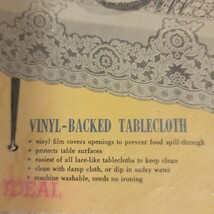 VINYL-BACKED TABLECLOTH
• vinyl film covers openings to prevent food spill-through
• protects table surfaces
• easiest of all lace-like tablecloths to keep clean
• clean with damp cloth, or dip in sudsy water
• machine washable, needs no ironing
IDEAL